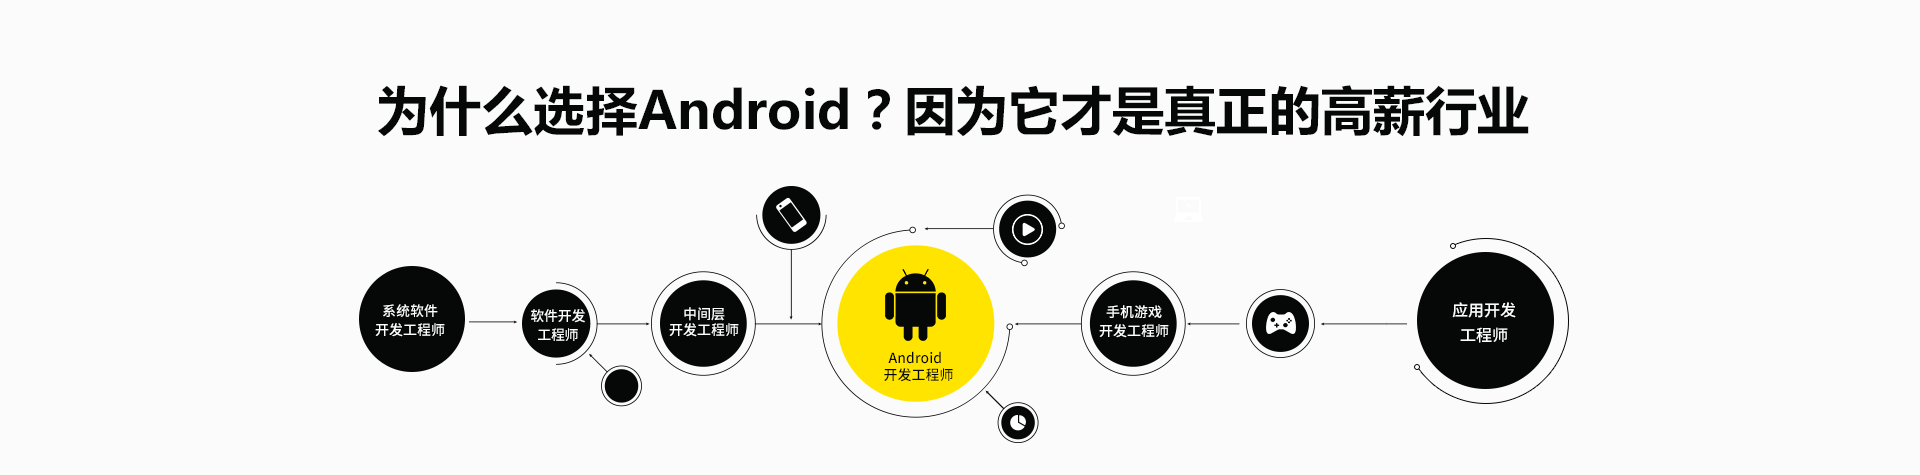 为什么选择Android？因为它才是真正的高薪行业
系统软件
开发工程师
软件开发
工程师
中间层
开发工程师
Android
开发工程师
手机游戏
开发工程师
应用开发
工程师